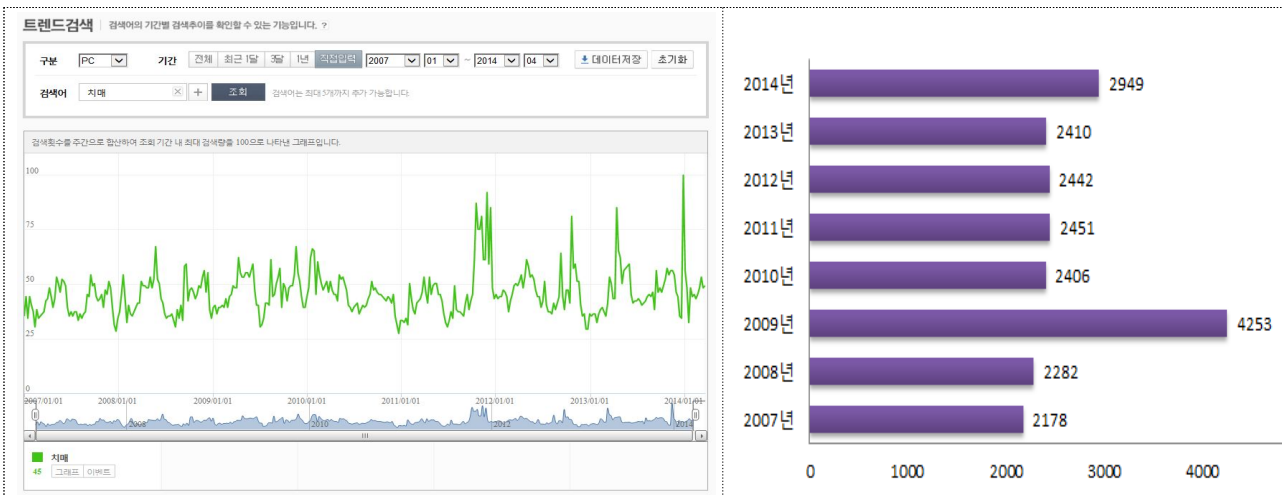 트렌드검색 검색어의 기간별 검색추이를 확인할 수 있는 기능입니다. ?
구분 PC 기간 전체 최근 1달 3달 1년 직접입력 2007 01 ~ 2014 04 데이터저장 초기화
검색어 치매 × + 조회 검색어는 최대 5개까지 추가 가능합니다.
검색횟수를 주간으로 합산하여 조회 기간 내 최대 검색량을 100으로 나타낸 그래프입니다.
100
75
50
25
0
2007/01/01 2008/01/01 2009/01/01 2010/01/01 2011/01/01 2012/01/01 2013/01/01 2014/01/01
2008 2010 2012 2014
치매
45 그래프 이벤트
2014년 2949
2013년 2410
2012년 2442
2011년 2451
2010년 2406
2009년 4253
2008년 2282
2007년 2178
0 1000 2000 3000 4000